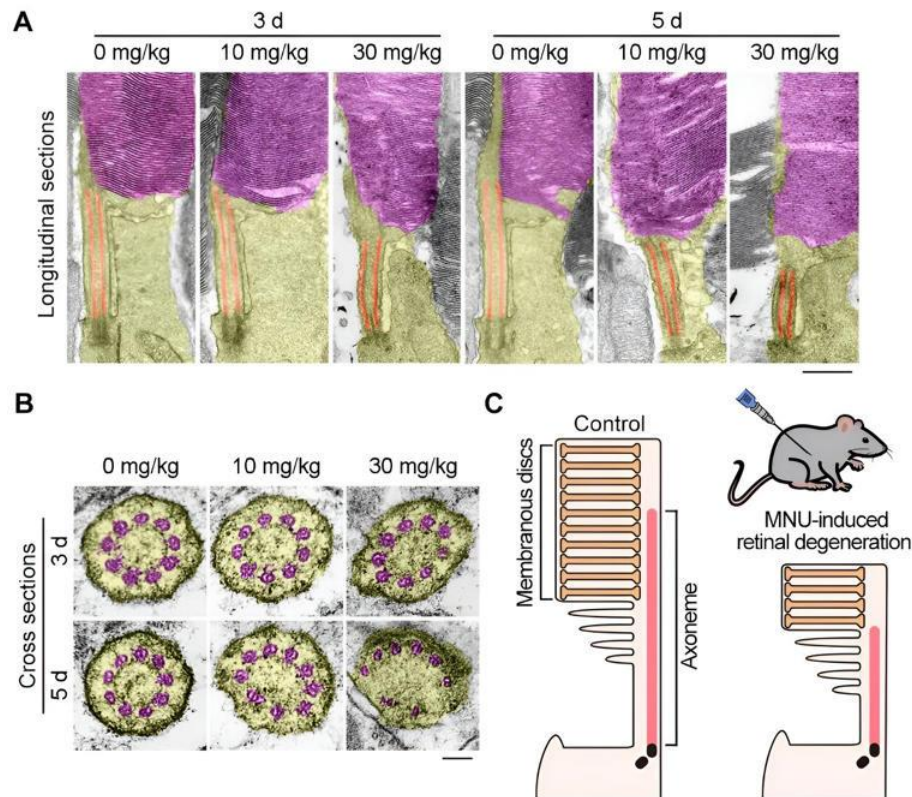 A
3 d
5 d
0 mg/kg
10 mg/kg
30 mg/kg
0 mg/kg
10 mg/kg
30 mg/kg
Longitudinal sections
B
0 mg/kg
10 mg/kg
30 mg/kg
Cross sections
3 d
5 d
C
Control
Membranous discs
Axoneme
MNU-induced
retinal degeneration